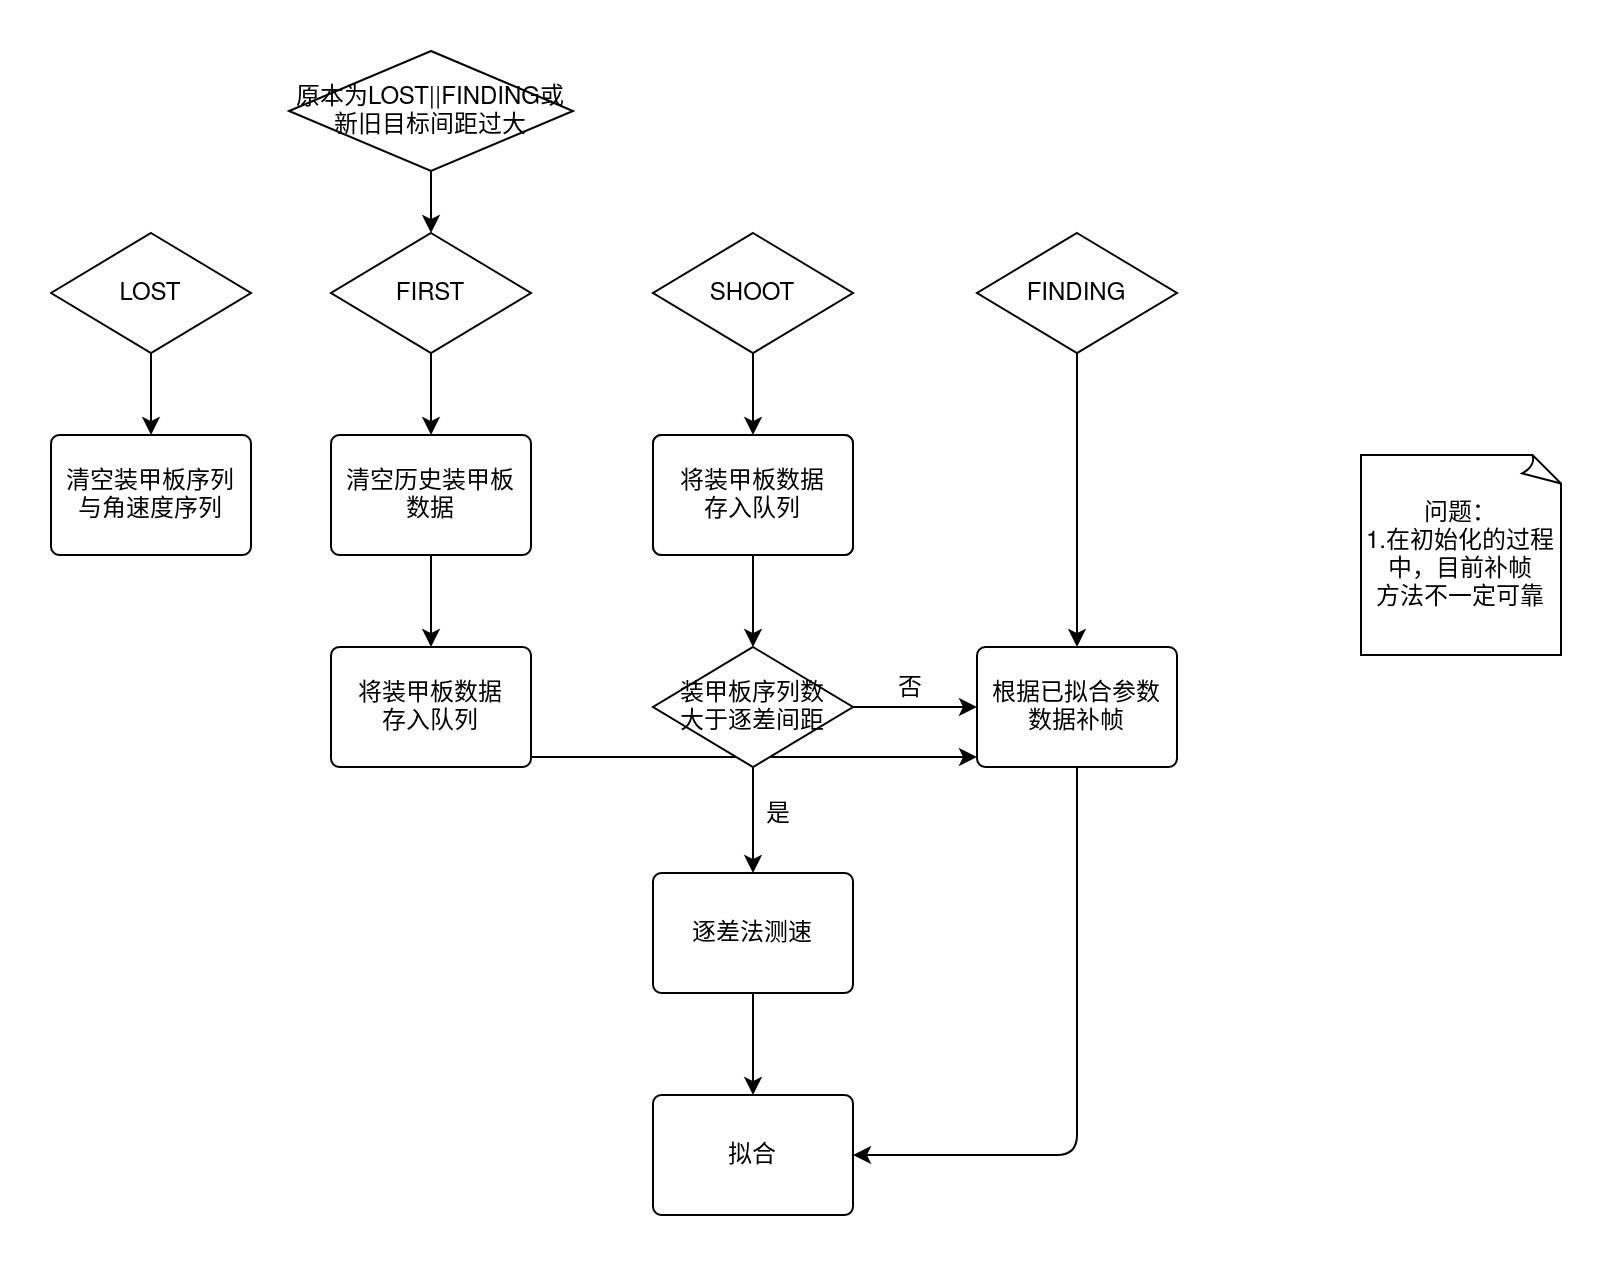 原本为LOST||FINDING或
新旧目标间距过大
LOST
FIRST
SHOOT
FINDING
清空装甲板序列
与角速度序列
清空历史装甲板
数据
将装甲板数据
存入队列
问题：
1.在初始化的过程
中，目前补帧
方法不一定可靠
将装甲板数据
存入队列
装甲板序列数
大于逐差间距
否
根据已拟合参数
数据补帧
是
逐差法测速
拟合